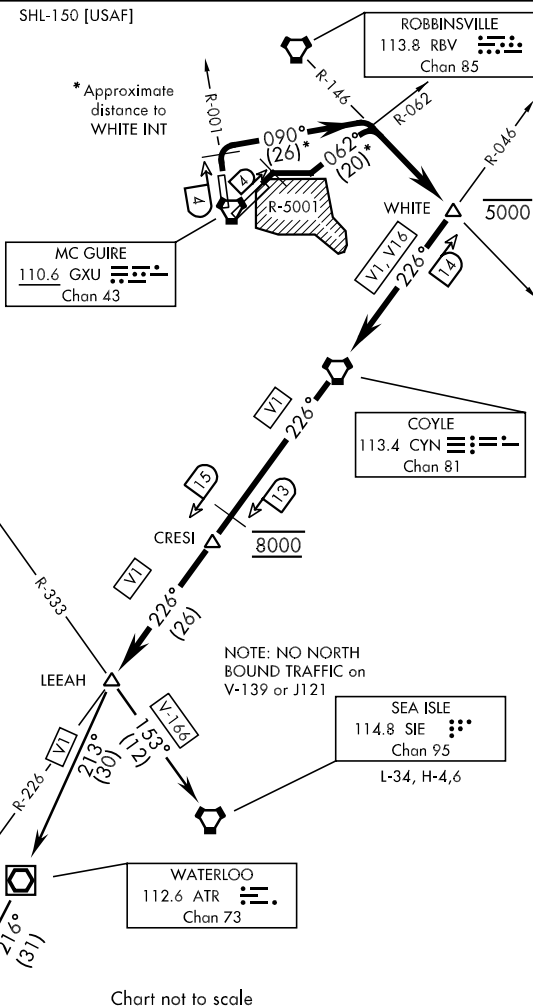 SHL-150 [USAF]
ROBBINSVILLE
113.8 RBV
Chan 85
* Approximate
distance to
WHITE INT
R-001
R-146
R-062
R-046
090°
(26)*
062°
(20)*
4
4
R-5001
WHITE
5000
MC GUIRE
110.6 GXU
Chan 43
V1, V16
226°
14
V1
226°
COYLE
113.4 CYN
Chan 81
15
13
CRESI
8000
V1
226°
(26)
R-333
NOTE: NO NORTH
BOUND TRAFFIC on
V-139 or J121
LEEAH
SEA ISLE
114.8 SIE
Chan 95
L-34, H-4,6
V-166
153°
(12)
V1
213°
(30)
R-226
WATERLOO
112.6 ATR
Chan 73
216°
(31)
Chart not to scale